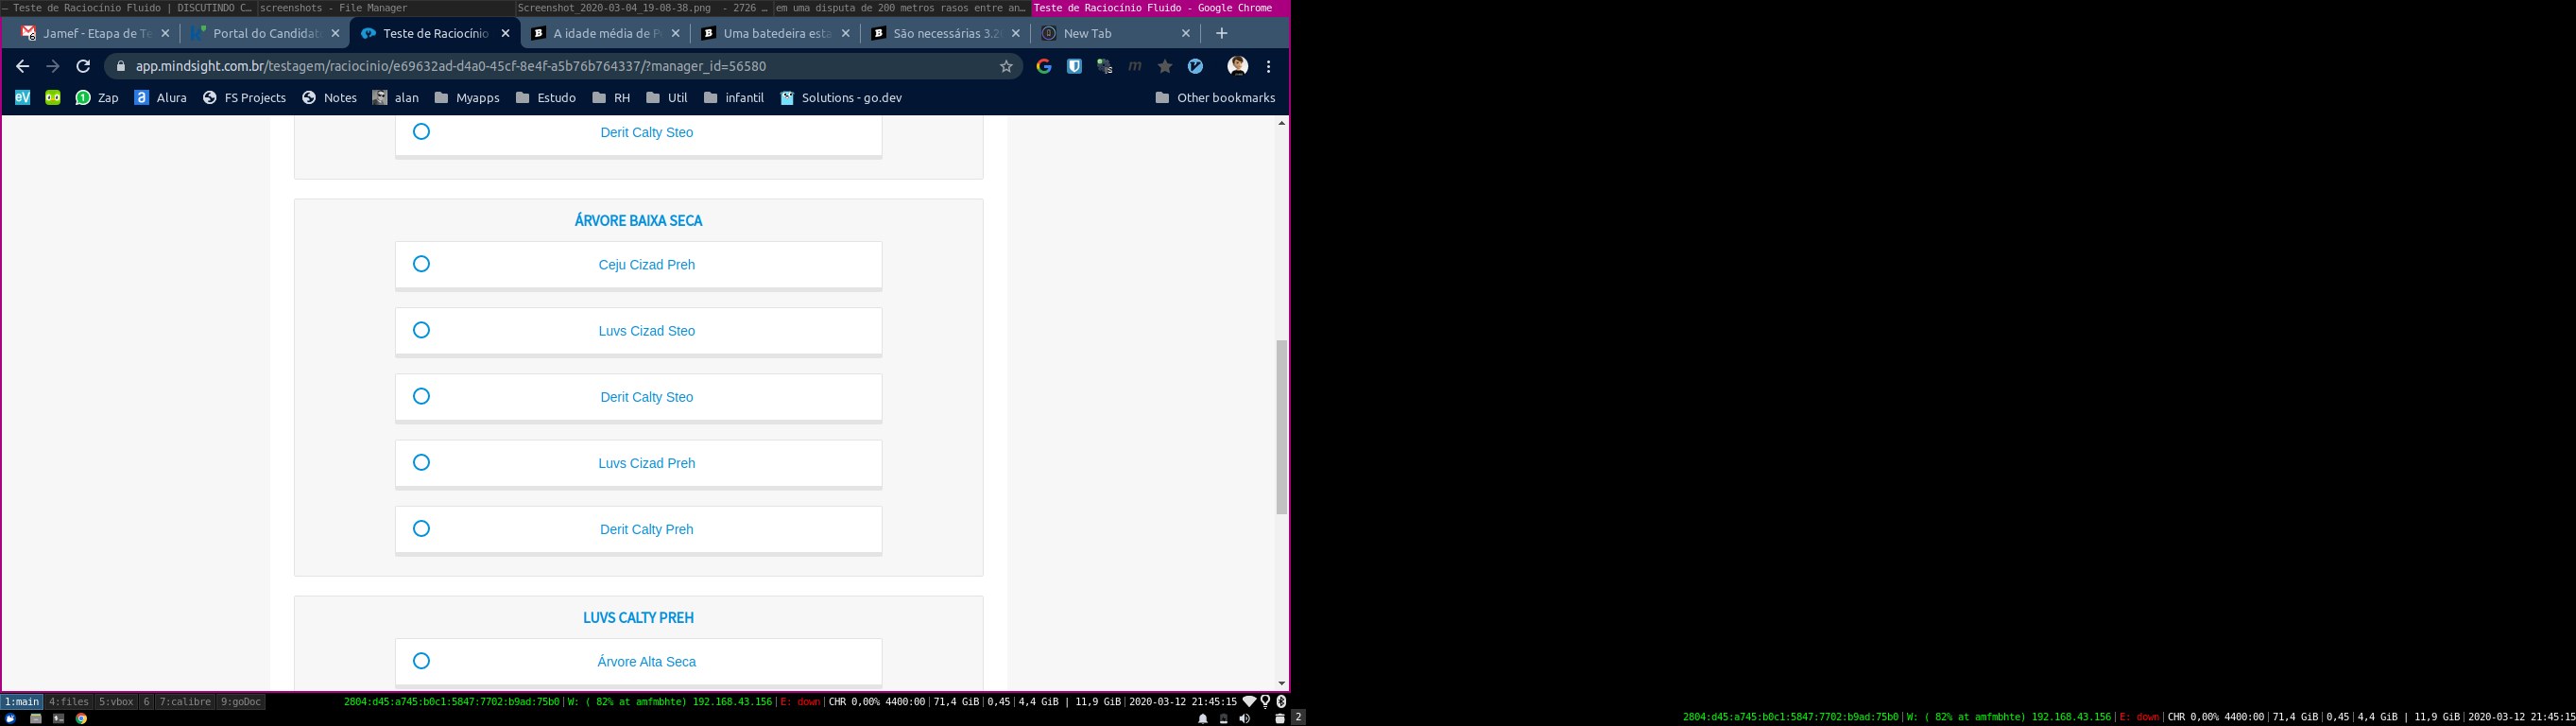 — Teste de Raciocínio Fluido | DISCUTINDO C… screenshots - File Manager Screenshot_2020-03-04_19-08-38.png - 2726 … em uma disputa de 200 metros rasos entre an… Teste de Raciocínio Fluido - Google Chrome
Jamef - Etapa de Te Portal do Candidat Teste de Raciocínio A idade média de P Uma batedeira esta São necessárias 3.2 New Tab
app.mindsight.com.br/testagem/raciocinio/e69632ad-d4a0-45cf-8e4f-a5b76b764337/?manager_id=56580
Zap Alura FS Projects Notes alan Myapps Estudo RH Util infantil Solutions - go.dev Other bookmarks
Derit Calty Steo
ÁRVORE BAIXA SECA
Ceju Cizad Preh
Luvs Cizad Steo
Derit Calty Steo
Luvs Cizad Preh
Derit Calty Preh
LUVS CALTY PREH
Árvore Alta Seca
1:main 4:files 5:vbox 6 7:calibre 9:goDoc 2804:d45:a745:b0c1:5847:7702:b9ad:75b0 | W: ( 82% at amfmbhte) 192.168.43.156 | E: down | CHR 0,00% 4400:00 | 71,4 GiB | 0,45 | 4,4 GiB | 11,9 GiB | 2020-03-12 21:45:15
2 2804:d45:a745:b0c1:5847:7702:b9ad:75b0 | W: ( 82% at amfmbhte) 192.168.43.156 | E: down | CHR 0,00% 4400:00 | 71,4 GiB | 0,45 | 4,4 GiB | 11,9 GiB | 2020-03-12 21:45:15